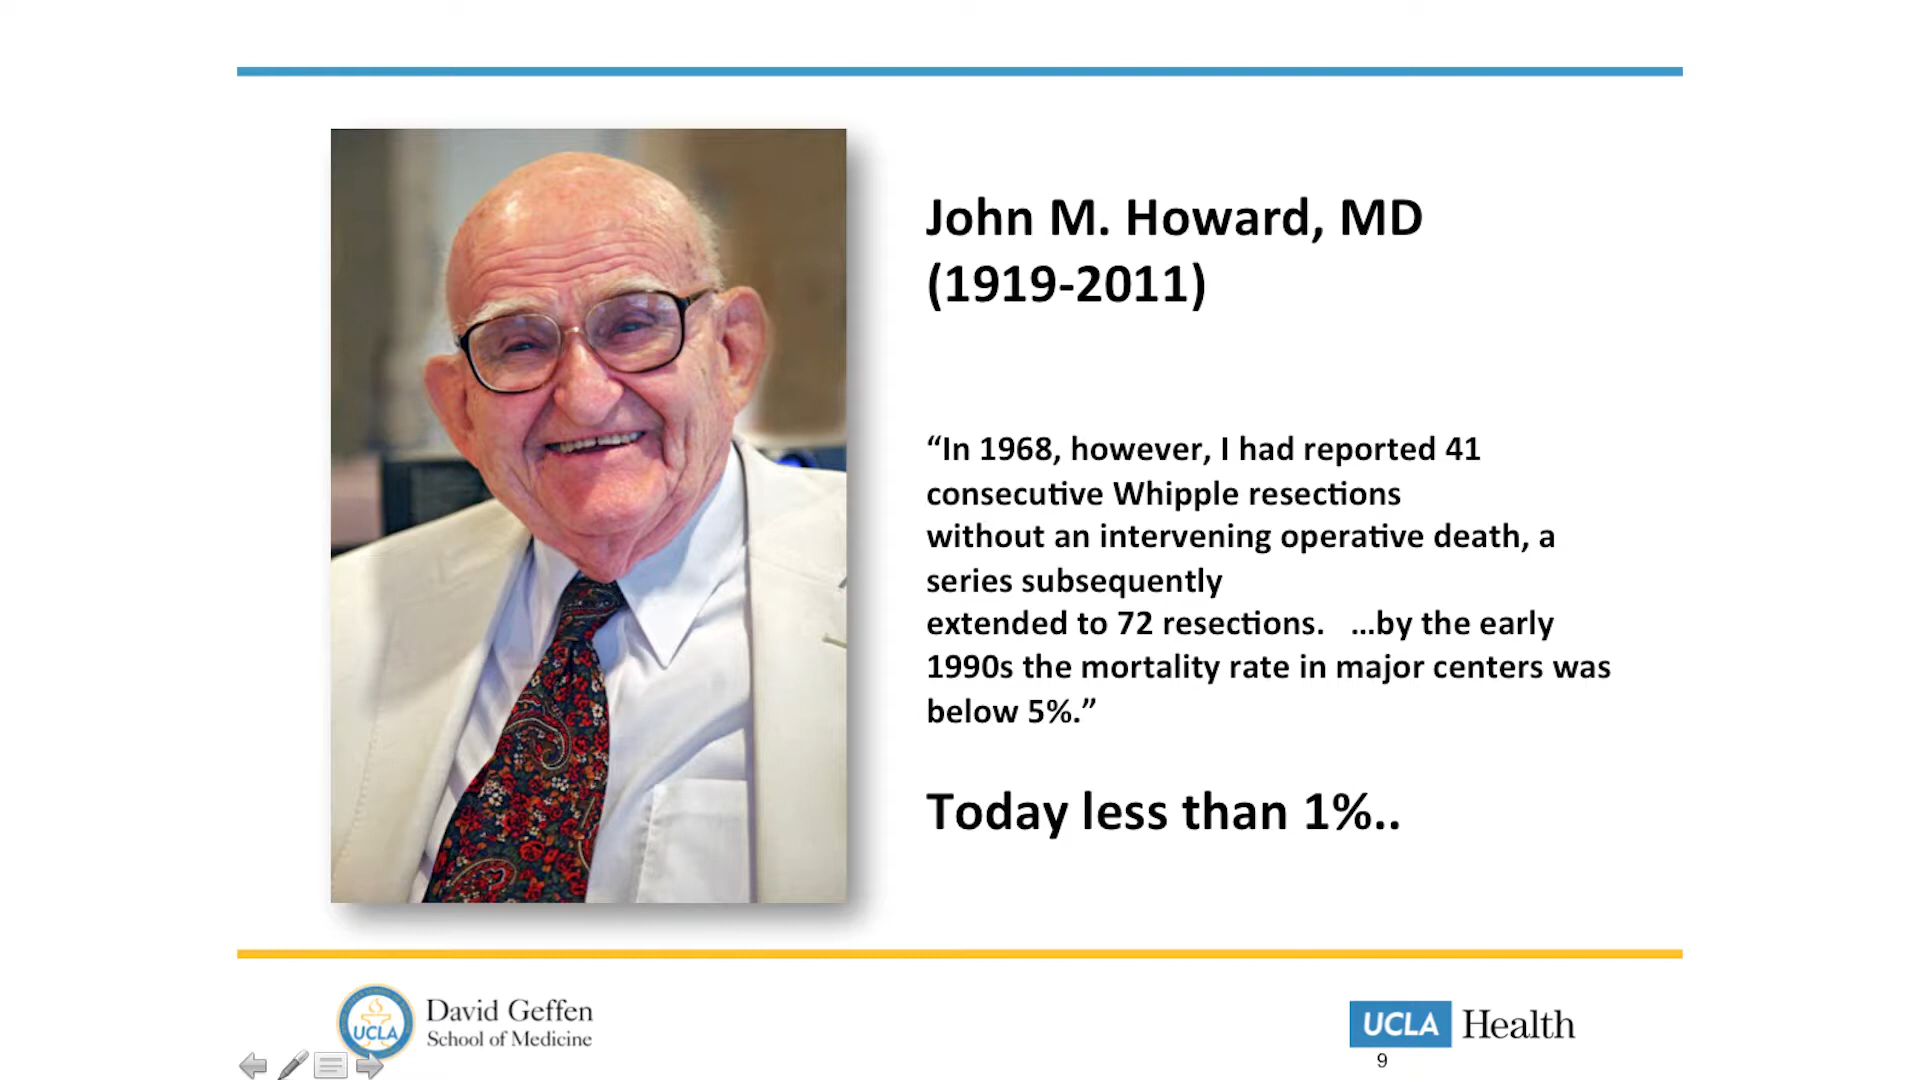 John M. Howard, MD
(1919-2011)
“In 1968, however, I had reported 41
consecutive Whipple resections
without an intervening operative death, a
series subsequently
extended to 72 resections.   …by the early
1990s the mortality rate in major centers was
below 5%.”
Today less than 1%..
UCLA
David Geffen
School of Medicine
UCLA Health
9